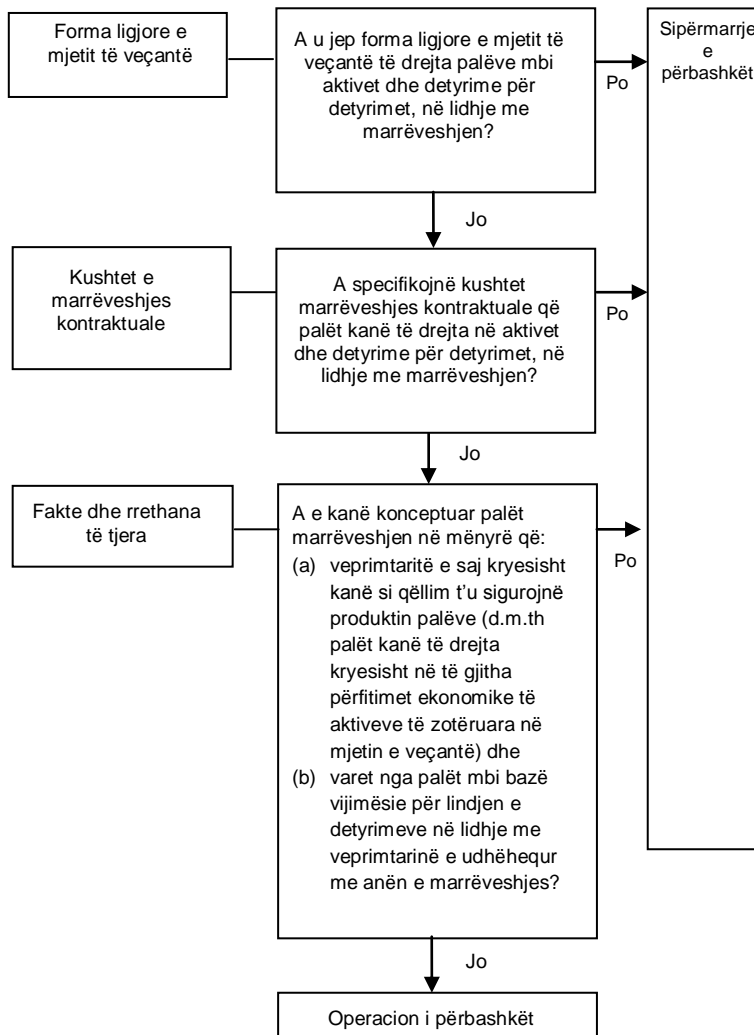 Forma ligjore e
mjetit të veçantë
A u jep forma ligjore e mjetit të
veçantë të drejta palëve mbi
aktivet dhe detyrime për
detyrimet, në lidhje me
marrëveshjen?
Po
Sipërmarrje
e
përbashkët
Jo
Kushtet e
marrëveshjes
kontraktuale
A specifikojnë kushtet
marrëveshjes kontraktuale që
palët kanë të drejta në aktivet
dhe detyrime për detyrimet, në
lidhje me marrëveshjen?
Po
Jo
Fakte dhe rrethana
të tjera
A e kanë konceptuar palët
marrëveshjen në mënyrë që:
(a) veprimtaritë e saj kryesisht
kanë si qëllim t'u sigurojnë
produktin palëve (d.m.th
palët kanë të drejta
kryesisht në të gjitha
përfitimet ekonomike të
aktiveve të zotëruara në
mjetin e veçantë) dhe
(b) varet nga palët mbi bazë
vijimësie për lindjen e
detyrimeve në lidhje me
veprimtarinë e udhëhequr
me anën e marrëveshjes?
Po
Jo
Operacion i përbashkët